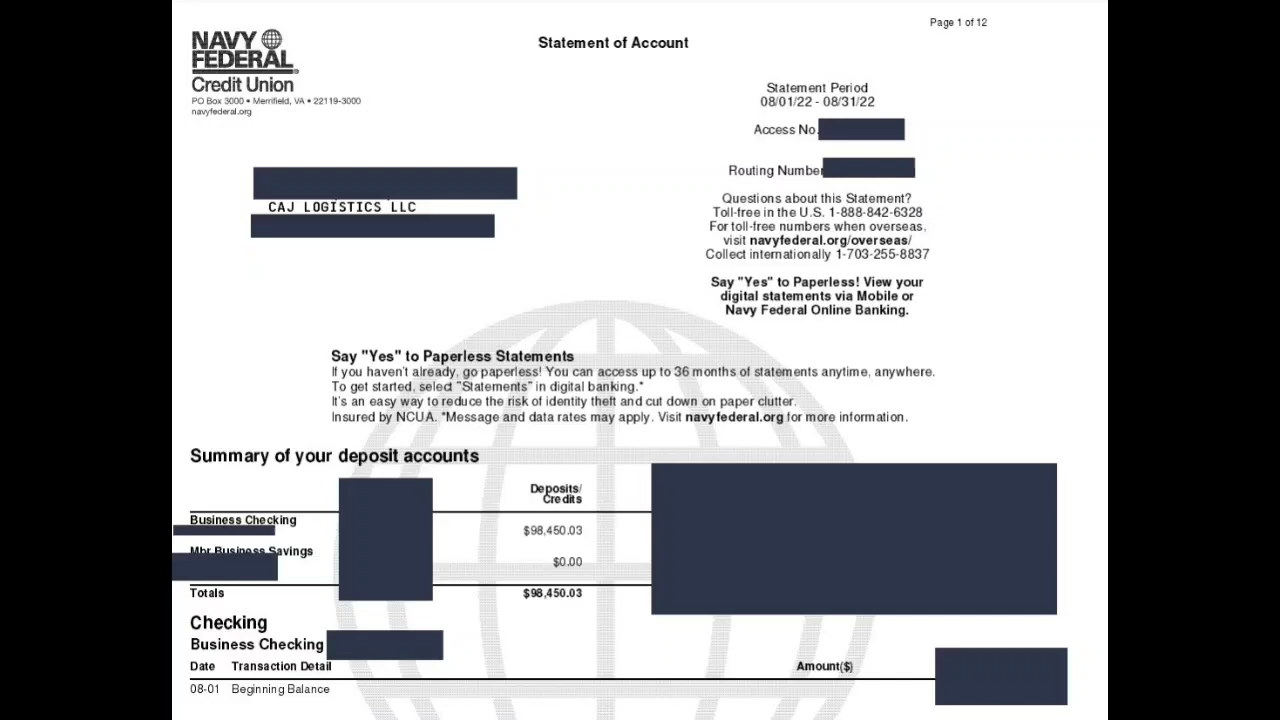 Page 1 of 12
NAVY
FEDERAL
Credit Union
PO Box 3000 • Merrifield, VA • 22119-3000
navyfederal.org
Statement of Account
Statement Period
08/01/22 - 08/31/22
Access No.
Routing Number
CAJ LOGISTICS LLC
Questions about this Statement?
Toll-free in the U.S. 1-888-842-6328
For toll-free numbers when overseas,
visit navyfederal.org/overseas/
Collect internationally 1-703-255-8837
Say "Yes" to Paperless! View your
digital statements via Mobile or
Navy Federal Online Banking.
Say "Yes" to Paperless Statements
If you haven't already, go paperless! You can access up to 36 months of statements anytime, anywhere.
To get started, select "Statements" in digital banking.*
It's an easy way to reduce the risk of identity theft and cut down on paper clutter.
Insured by NCUA. *Message and data rates may apply. Visit navyfederal.org for more information.
Summary of your deposit accounts
Deposits/
Credits
Business Checking
$98,450.03
Mbr Business Savings
$0.00
Totals $98,450.03
Checking
Business Checking
Date Transaction Detail Amount($)
08-01 Beginning Balance